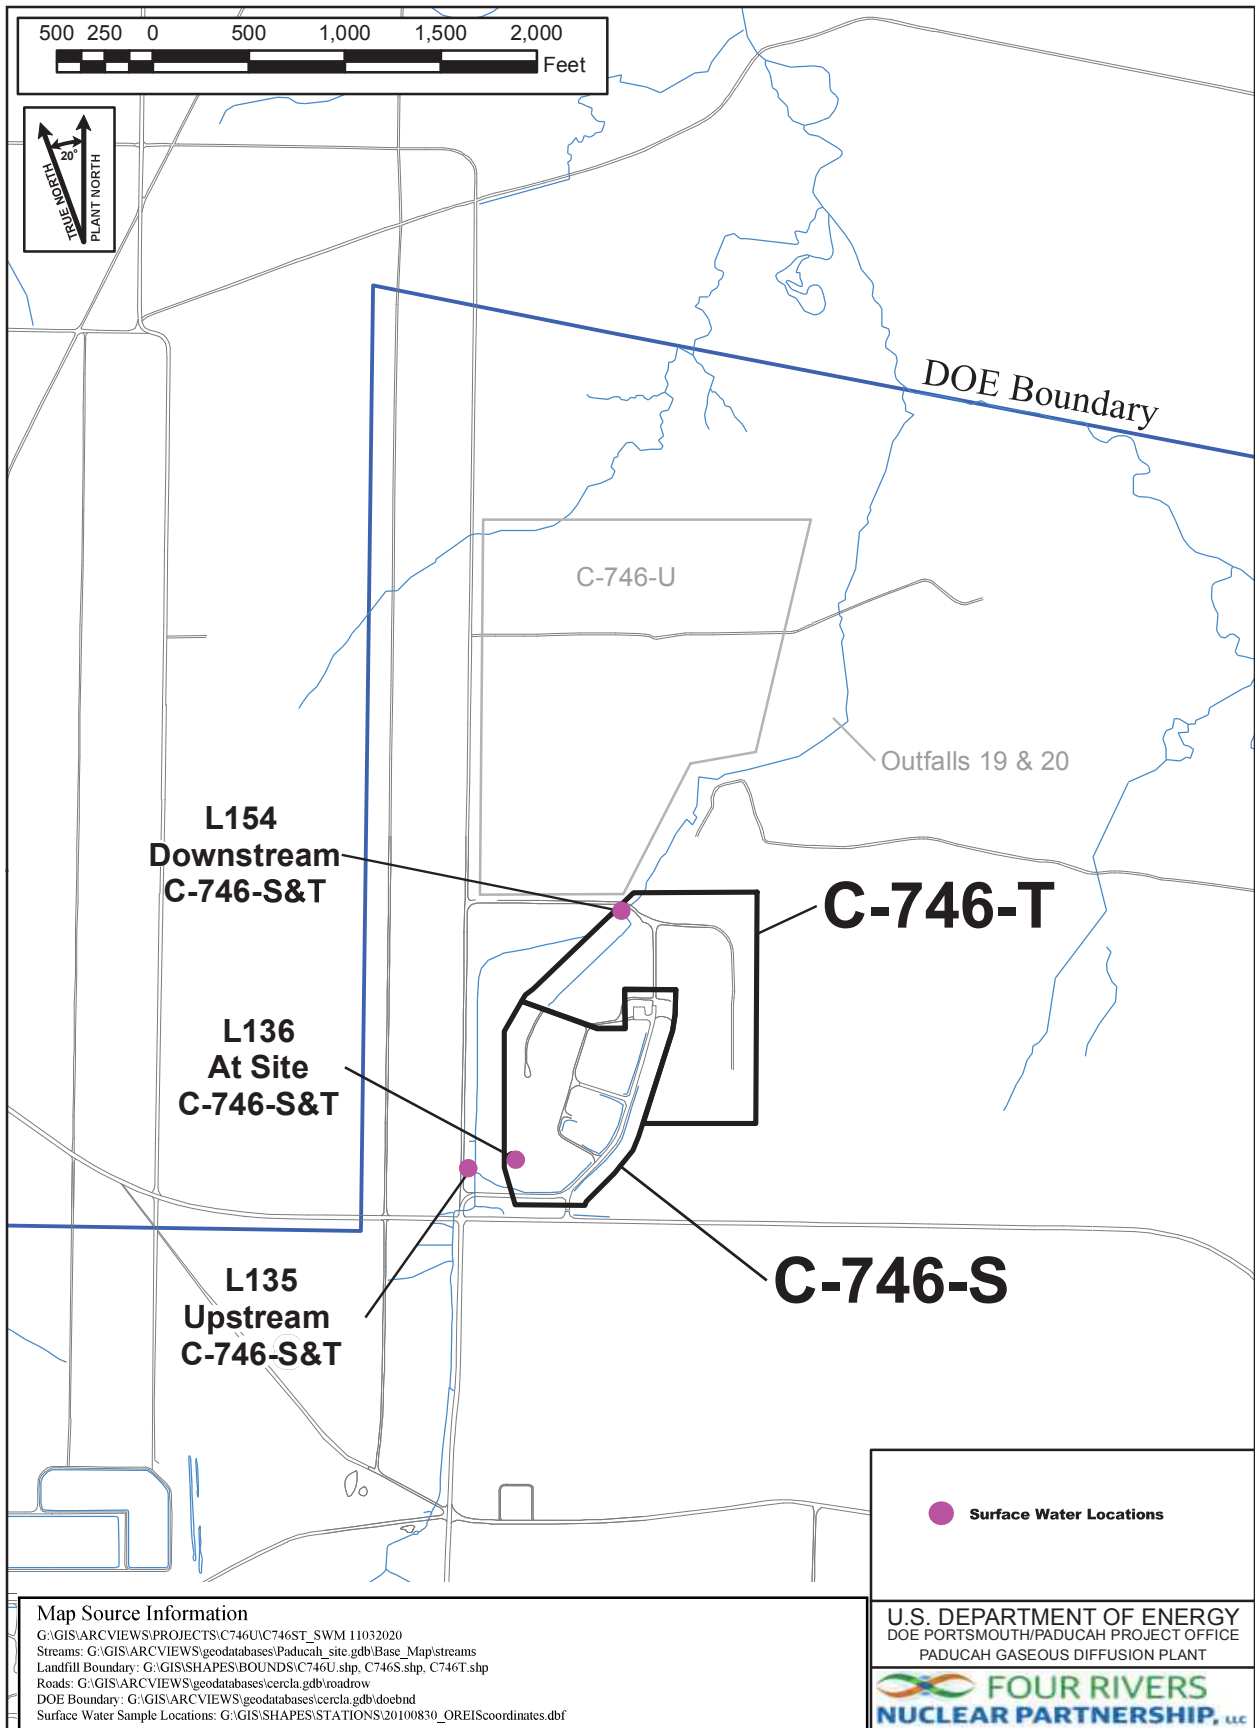 500 250 0 500 1,000 1,500 2,000
Feet
20°
TRUE NORTH
PLANT NORTH
DOE Boundary
C-746-U
Outfalls 19 & 20
L154
Downstream
C-746-S&T
C-746-T
L136
At Site
C-746-S&T
C-746-S
L135
Upstream
C-746-S&T
Surface Water Locations
Map Source Information
G:\GIS\ARCVIEWS\PROJECTS\C746U\C746ST_SWM 11032020
Streams: G:\GIS\ARCVIEWS\geodatabases\Paducah_site.gdb\Base_Map\streams
Landfill Boundary: G:\GIS\SHAPES\BOUNDS\C746U.shp, C746S.shp, C746T.shp
Roads: G:\GIS\ARCVIEWS\geodatabases\cercla.gdb\roadrow
DOE Boundary: G:\GIS\ARCVIEWS\geodatabases\cercla.gdb\doebnd
Surface Water Sample Locations: G:\GIS\SHAPES\STATIONS\20100830_OREIScoordinates.dbf
U.S. DEPARTMENT OF ENERGY
DOE PORTSMOUTH/PADUCAH PROJECT OFFICE
PADUCAH GASEOUS DIFFUSION PLANT
FOUR RIVERS
NUCLEAR PARTNERSHIP, LLC